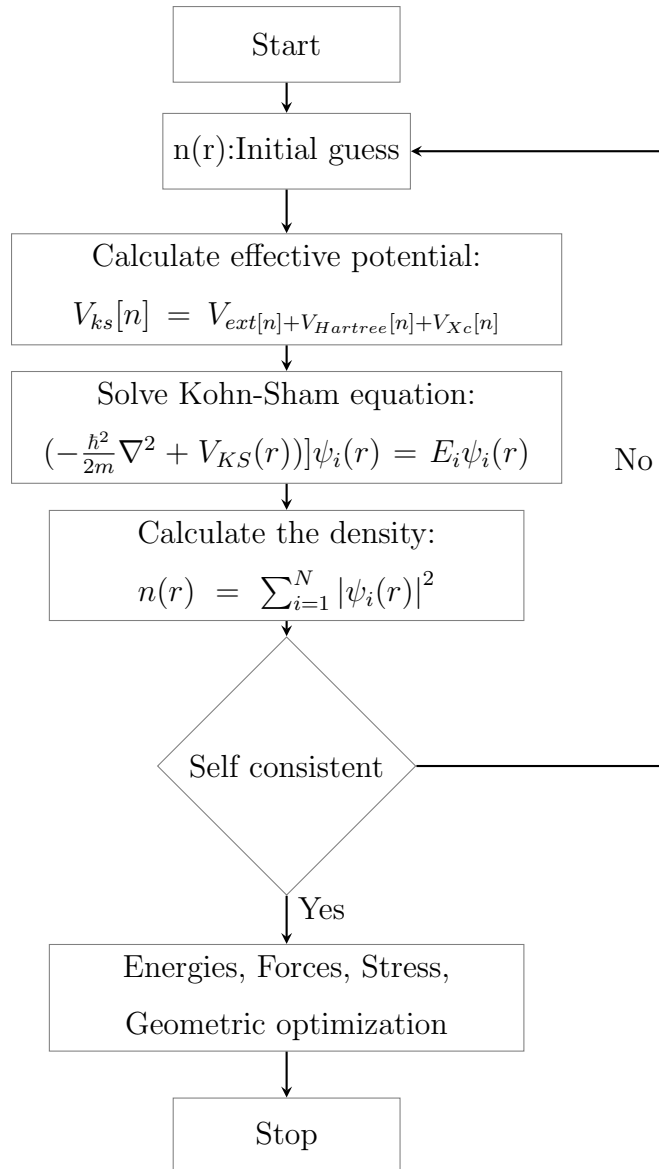 Start
n(r):Initial guess
Calculate effective potential:
$V_{ks}[n] = V_{ext[n]+V_{Hartree}[n]+V_{Xc}[n]}$
Solve Kohn-Sham equation:
$(-\frac{\hbar^2}{2m}\nabla^2 + V_{KS}(r))]\psi_i(r) = E_i\psi_i(r)$
No
Calculate the density:
$n(r) = \sum_{i=1}^{N} |\psi_i(r)|^2$
Self consistent
Yes
Energies, Forces, Stress,
Geometric optimization
Stop